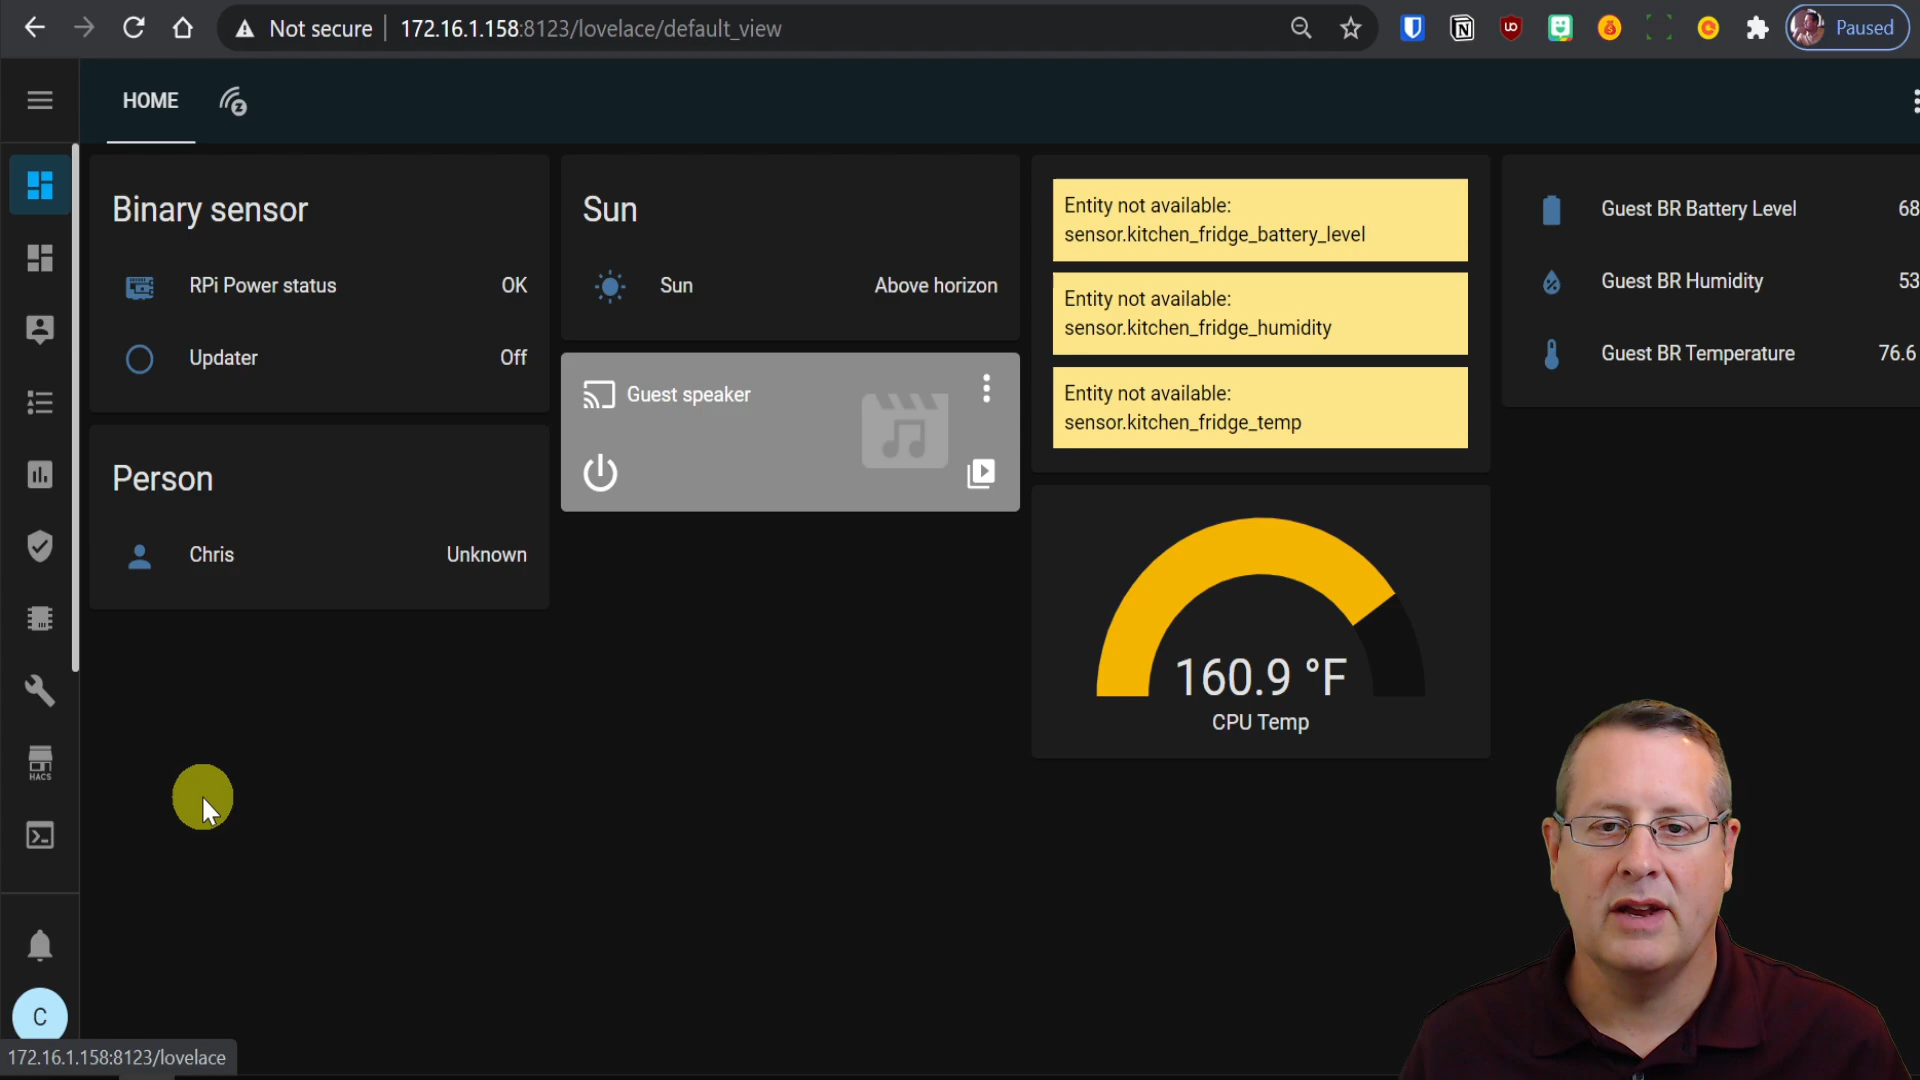 Not secure
172.16.1.158:8123/lovelace/default_view
Paused
HOME
Binary sensor
RPi Power status
OK
Updater
Off
Person
Chris
Unknown
Sun
Sun
Above horizon
Guest speaker
Entity not available:
sensor.kitchen_fridge_battery_level
Entity not available:
sensor.kitchen_fridge_humidity
Entity not available:
sensor.kitchen_fridge_temp
160.9 °F
CPU Temp
Guest BR Battery Level
68
Guest BR Humidity
53
Guest BR Temperature
76.6
HACS
C
172.16.1.158:8123/lovelace